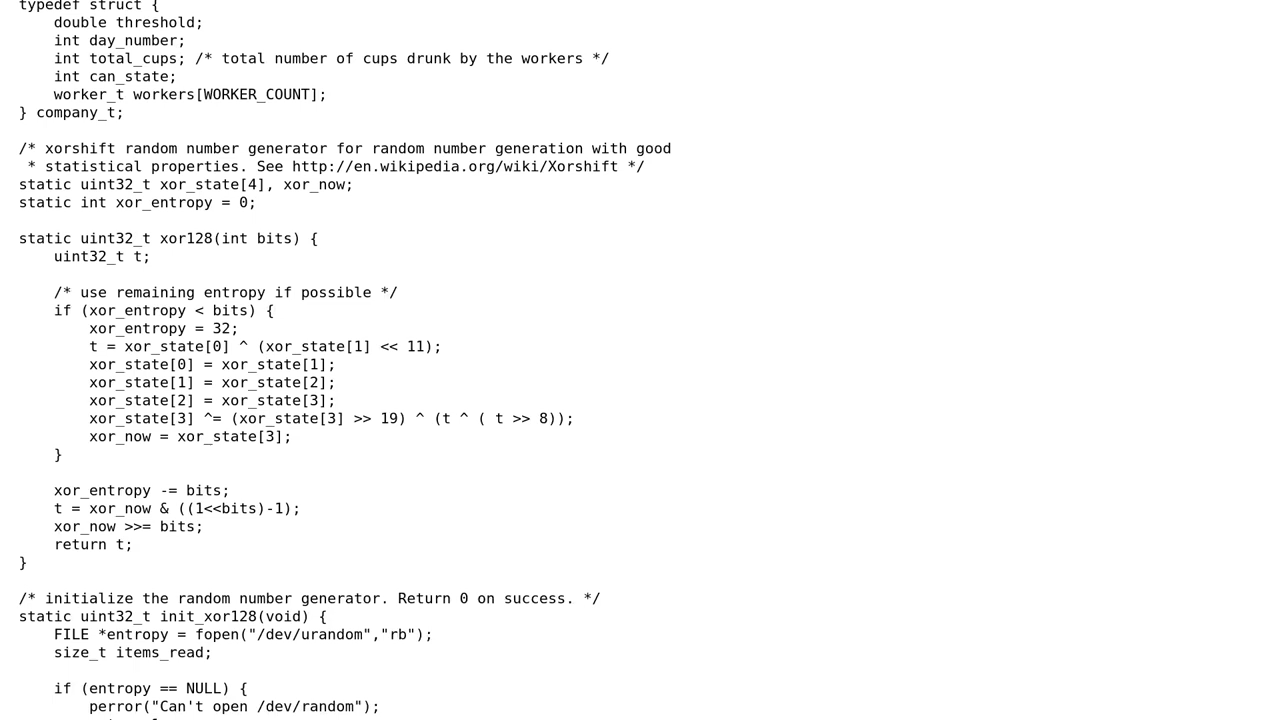 typedef struct {
    double threshold;
    int day_number;
    int total_cups; /* total number of cups drunk by the workers */
    int can_state;
    worker_t workers[WORKER_COUNT];
} company_t;

/* xorshift random number generator for random number generation with good
 * statistical properties. See http://en.wikipedia.org/wiki/Xorshift */
static uint32_t xor_state[4], xor_now;
static int xor_entropy = 0;

static uint32_t xor128(int bits) {
    uint32_t t;

    /* use remaining entropy if possible */
    if (xor_entropy < bits) {
        xor_entropy = 32;
        t = xor_state[0] ^ (xor_state[1] << 11);
        xor_state[0] = xor_state[1];
        xor_state[1] = xor_state[2];
        xor_state[2] = xor_state[3];
        xor_state[3] ^= (xor_state[3] >> 19) ^ (t ^ ( t >> 8));
        xor_now = xor_state[3];
    }

    xor_entropy -= bits;
    t = xor_now & ((1<<bits)-1);
    xor_now >>= bits;
    return t;
}

/* initialize the random number generator. Return 0 on success. */
static uint32_t init_xor128(void) {
    FILE *entropy = fopen("/dev/urandom","rb");
    size_t items_read;

    if (entropy == NULL) {
        perror("Can't open /dev/random");